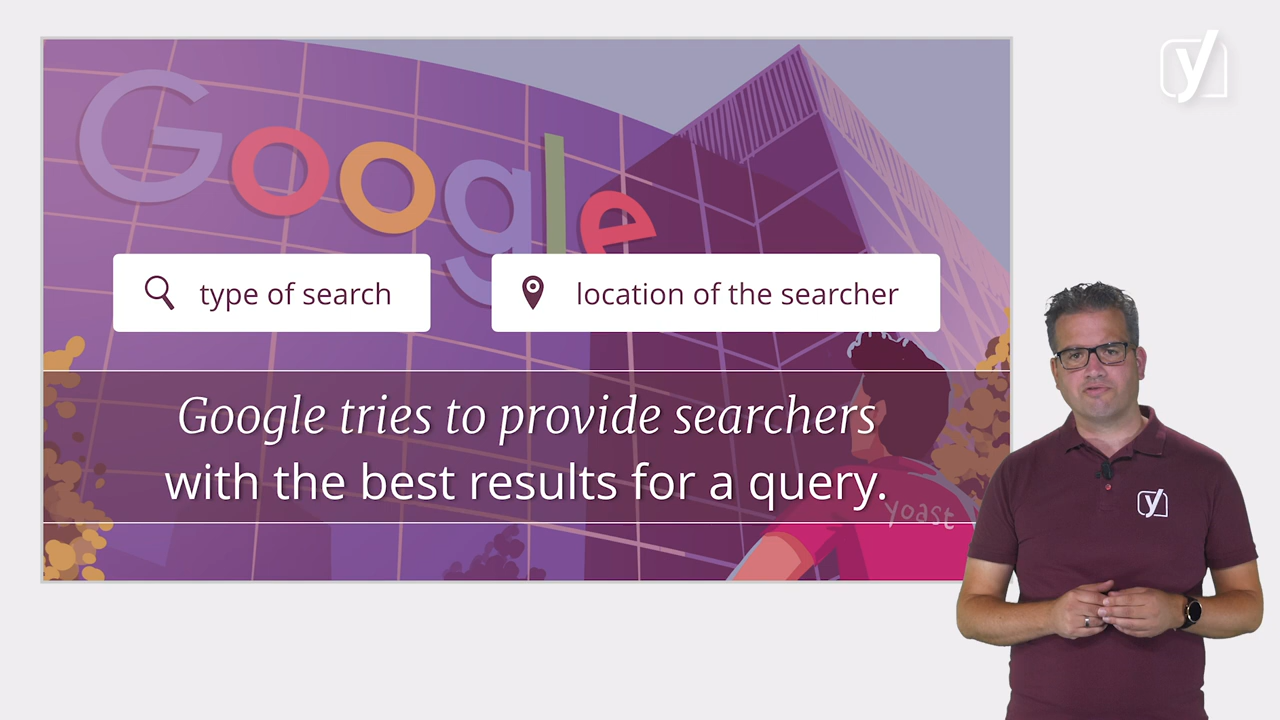 y
Google
type of search
location of the searcher
Google tries to provide searchers
with the best results for a query.
yoast
y